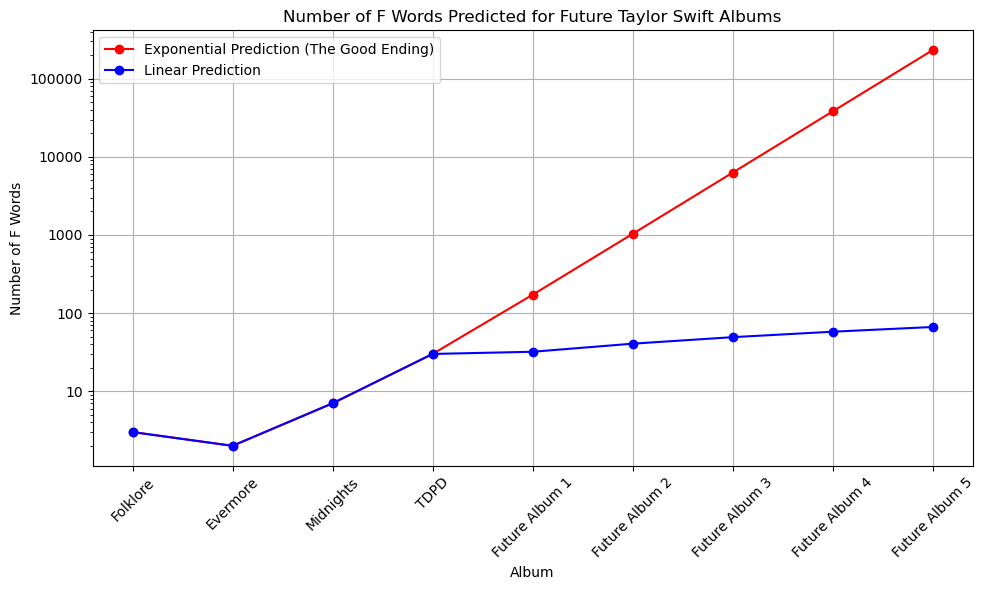 Number of F Words Predicted for Future Taylor Swift Albums
Exponential Prediction (The Good Ending)
Linear Prediction
100000
10000
1000
100
10
Number of F Words
Folklore
Evermore
Midnights
TDPD
Future Album 1
Future Album 2
Future Album 3
Future Album 4
Future Album 5
Album